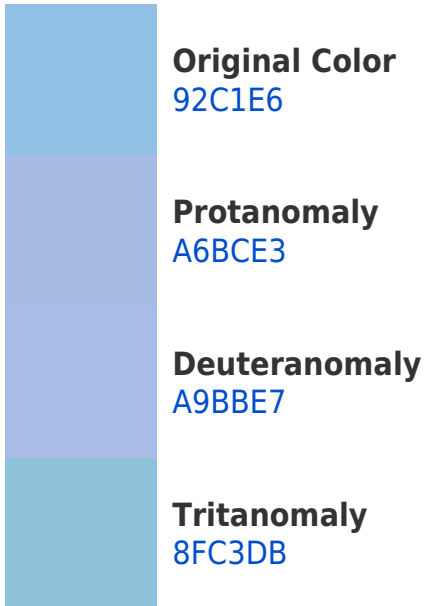 Original Color
92C1E6
Protanomaly
A6BCE3
Deuteranomaly
A9BBE7
Tritanomaly
8FC3DB